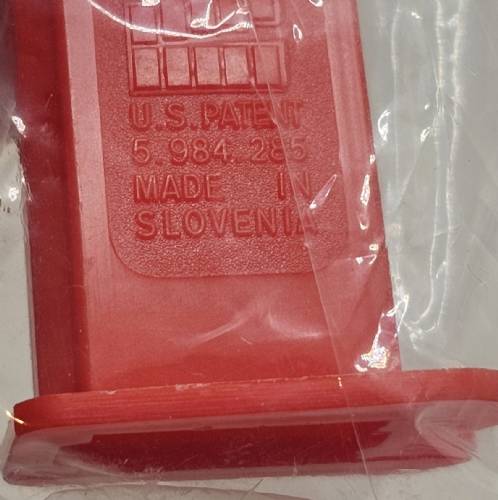 U.S. PATENT
5.984.285
MADE IN
SLOVENIA